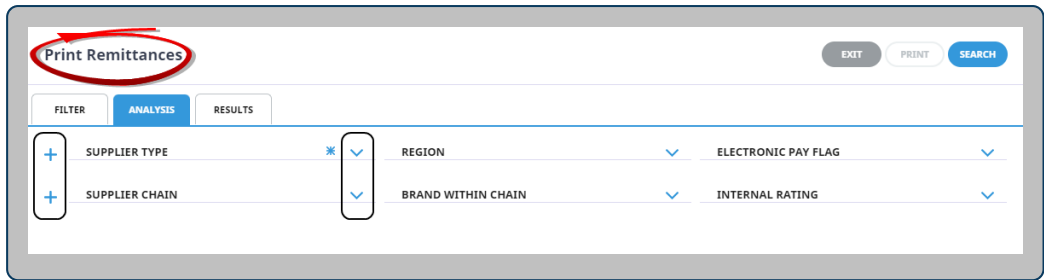 Print Remittances
EXIT PRINT SEARCH
FILTER ANALYSIS RESULTS
+ SUPPLIER TYPE * REGION ELECTRONIC PAY FLAG
+ SUPPLIER CHAIN BRAND WITHIN CHAIN INTERNAL RATING